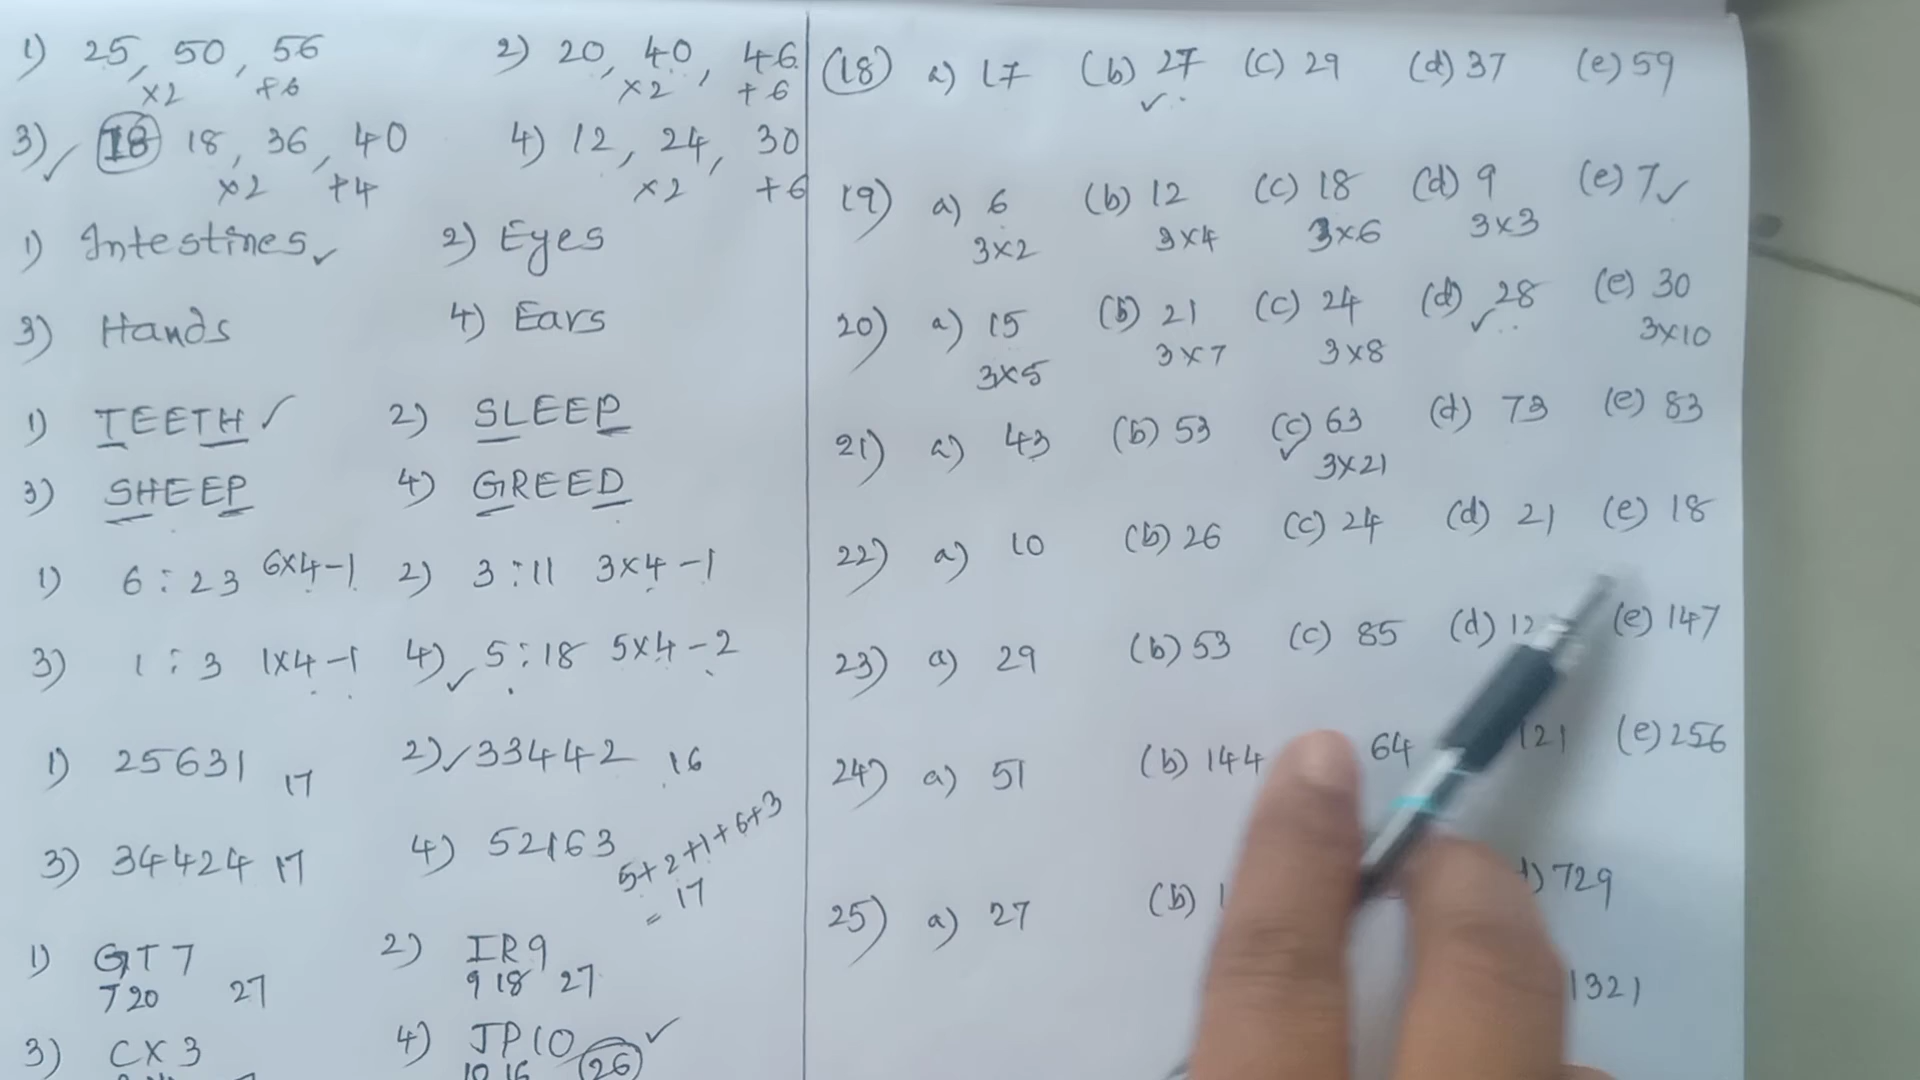 1) 25, 50, 56
×2 +6
2) 20, 40, 46
×2 +6
3) ✓ 18 18, 36, 40
×2 +4
4) 12, 24, 30
×2 +6
1) Intestines ✓
2) Eyes
3) Hands
4) Ears
1) TEETH ✓
2) SLEEP
3) SHEEP
4) GREED
1) 6 : 23 6×4-1
2) 3 : 11 3×4-1
3) 1 : 3 1×4-1
4) ✓ 5 : 18 5×4-2
1) 25631 17
2) ✓ 33442 16
3) 34424 17
4) 52163
5+2+1+6+3
= 17
1) GT7
7 20 27
2) IR9
9 18 27
3) CX3
4) JP10 ✓
10 16 26
(18) a) 17 (b) 27 ✓ (c) 29 (d) 37 (e) 59
19) a) 6 (b) 12 (c) 18 (d) 9 (e) 7 ✓
3×2 3×4 3×6 3×3
20) a) 15 (b) 21 (c) 24 (d) ✓ 28 (e) 30
3×5 3×7 3×8 3×10
21) a) 43 (b) 53 (c) ✓ 63 (d) 73 (e) 83
3×21
22) a) 10 (b) 26 (c) 24 (d) 21 (e) 18
23) a) 29 (b) 53 (c) 85 (d) (e) 147
24) a) 51 (b) 144 64 121 (e) 256
25) a) 27 (b) 729
1321